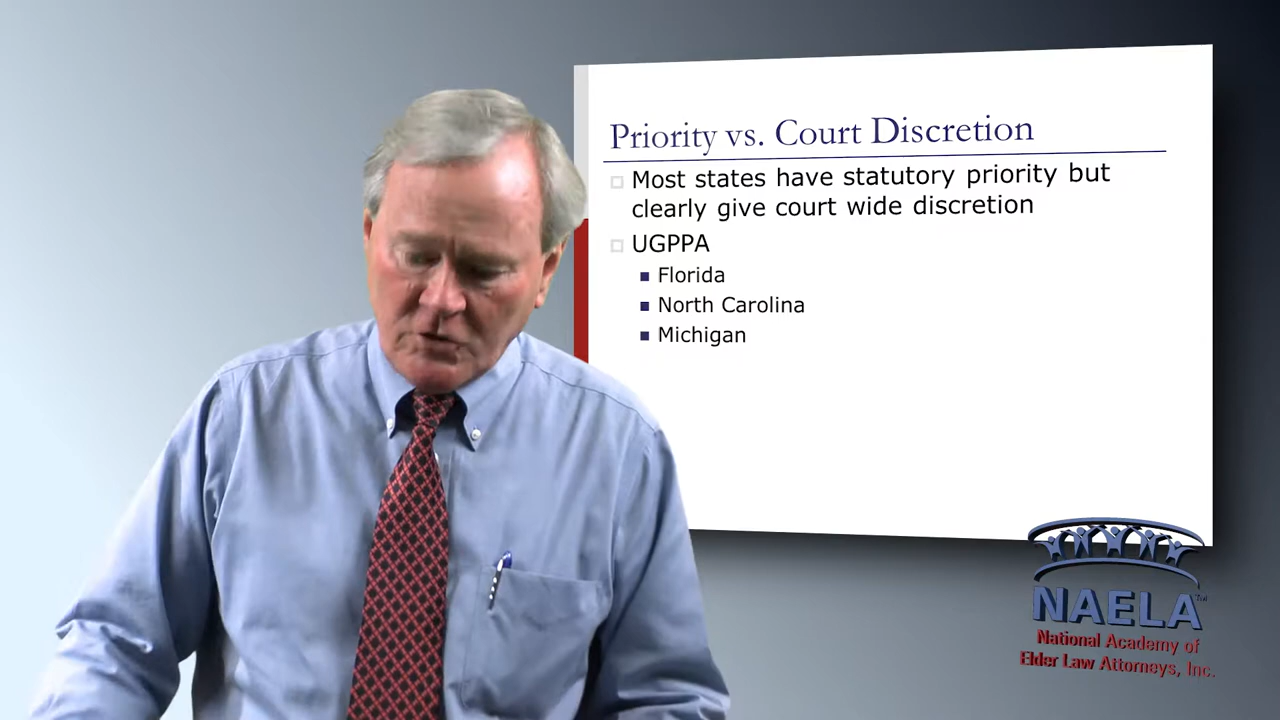 Priority vs. Court Discretion
Most states have statutory priority but
clearly give court wide discretion
UGPPA
Florida
North Carolina
Michigan
NAELA™
National Academy of
Elder Law Attorneys, Inc.